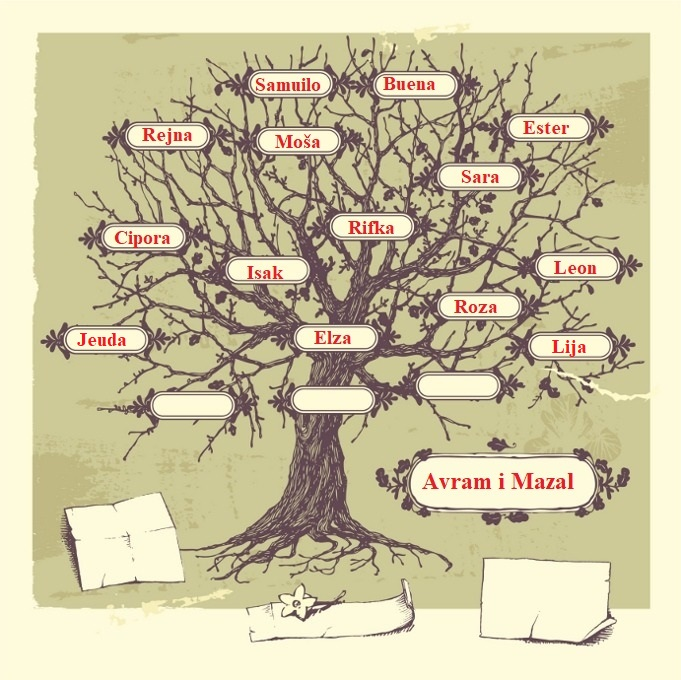 Samuilo
Buena
Rejna
Moša
Ester
Sara
Cipora
Rifka
Isak
Leon
Roza
Jeuda
Elza
Lija
Avram i Mazal